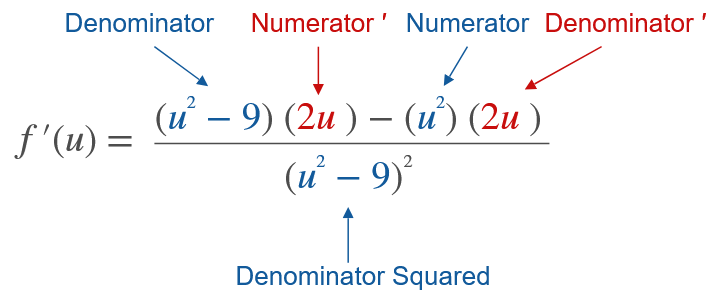 Denominator Numerator ′ Numerator Denominator ′
f ′(u) = (u² − 9) (2u ) − (u²) (2u )
(u² − 9)²
Denominator Squared